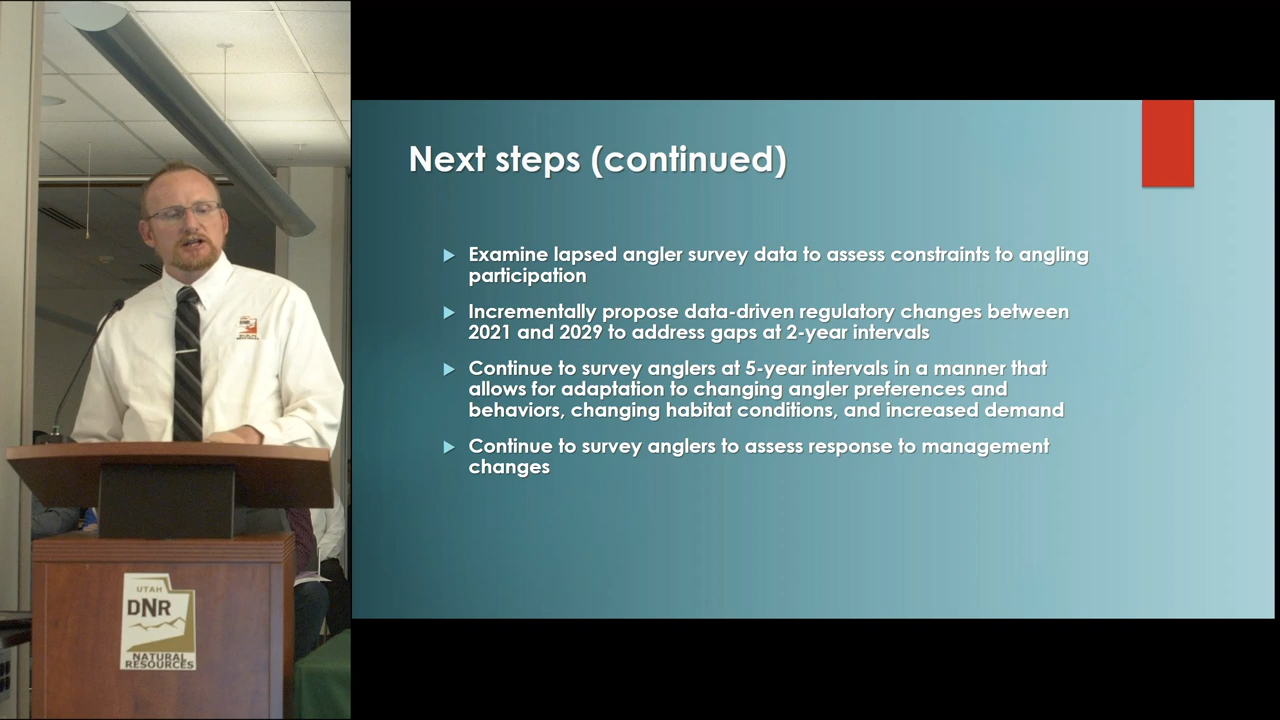 Next steps (continued)
Examine lapsed angler survey data to assess constraints to angling
participation
Incrementally propose data-driven regulatory changes between
2021 and 2029 to address gaps at 2-year intervals
Continue to survey anglers at 5-year intervals in a manner that
allows for adaptation to changing angler preferences and
behaviors, changing habitat conditions, and increased demand
Continue to survey anglers to assess response to management
changes
DNR
UTAH
DNR
NATURAL
RESOURCES